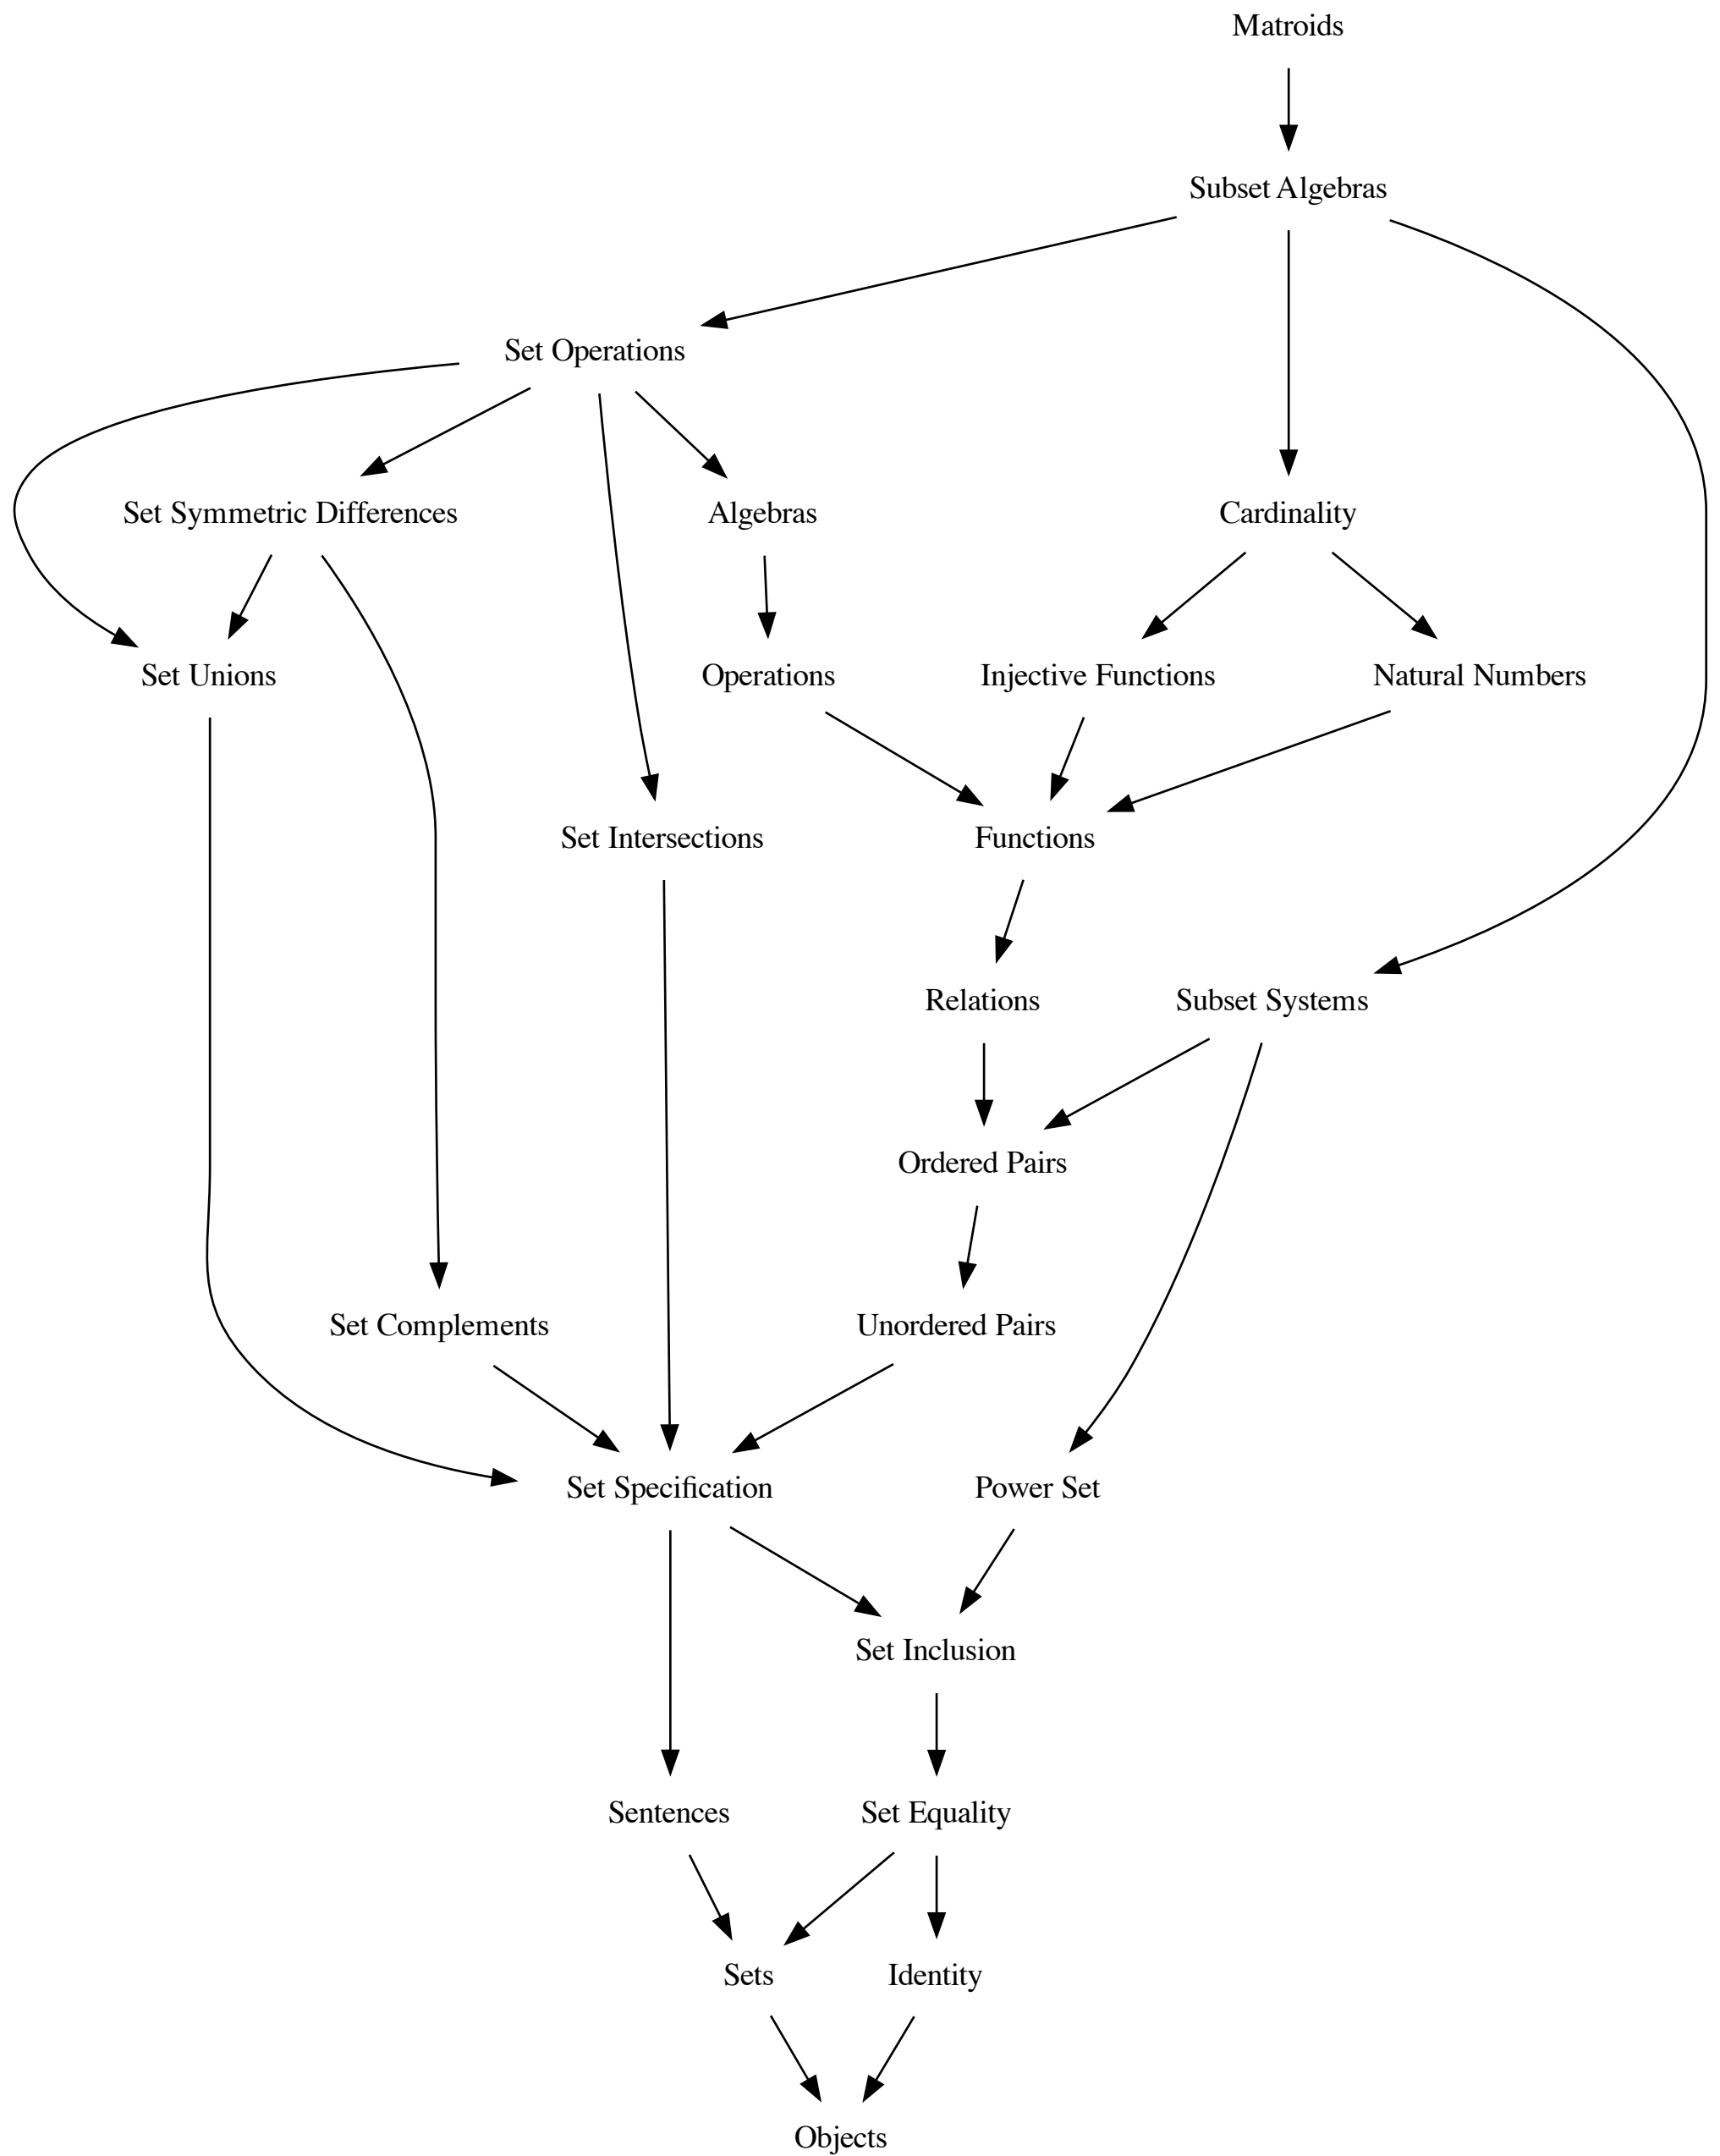 Matroids
Subset Algebras
Set Operations
Set Symmetric Differences
Algebras
Cardinality
Set Unions
Operations
Injective Functions
Natural Numbers
Set Intersections
Functions
Relations
Subset Systems
Ordered Pairs
Set Complements
Unordered Pairs
Set Specification
Power Set
Set Inclusion
Sentences
Set Equality
Sets
Identity
Objects